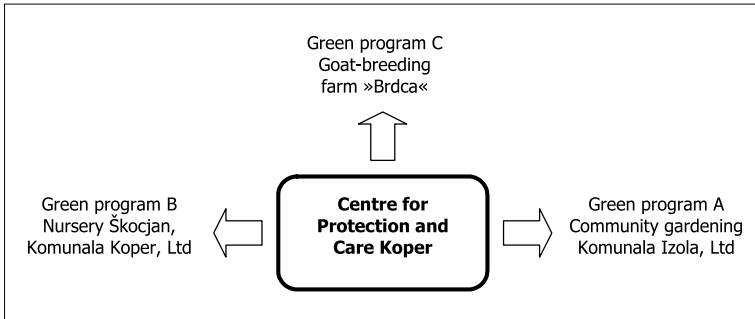 Green program C
Goat-breeding
farm »Brdca«
Green program B
Nursery Škocjan,
Komunala Koper, Ltd
Centre for
Protection and
Care Koper
Green program A
Community gardening
Komunala Izola, Ltd